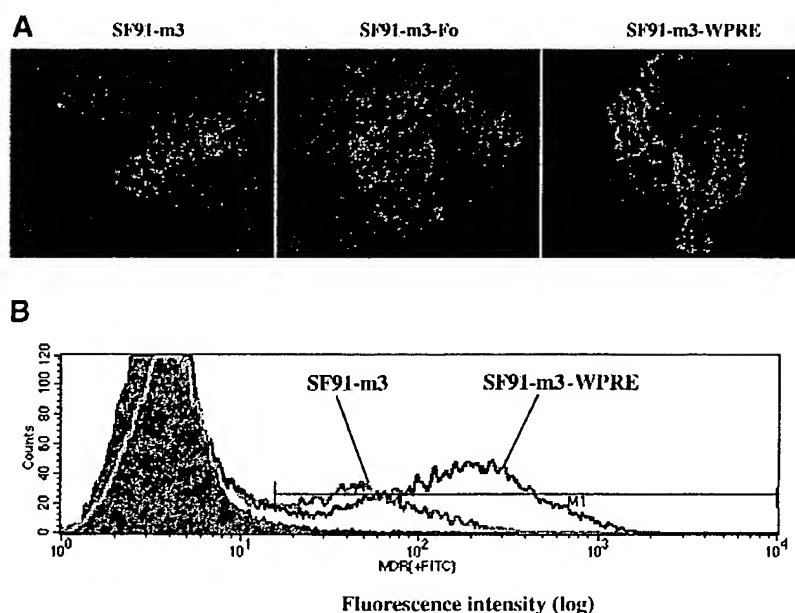 A
SF91-m3 SF91-m3-Fo SF91-m3-WPRE
B
SF91-m3 SF91-m3-WPRE
120
100
80
60
40
20
0
Counts
M1
10^0 10^1 10^2 10^3 10^4
MDR(+FITC)
Fluorescence intensity (log)